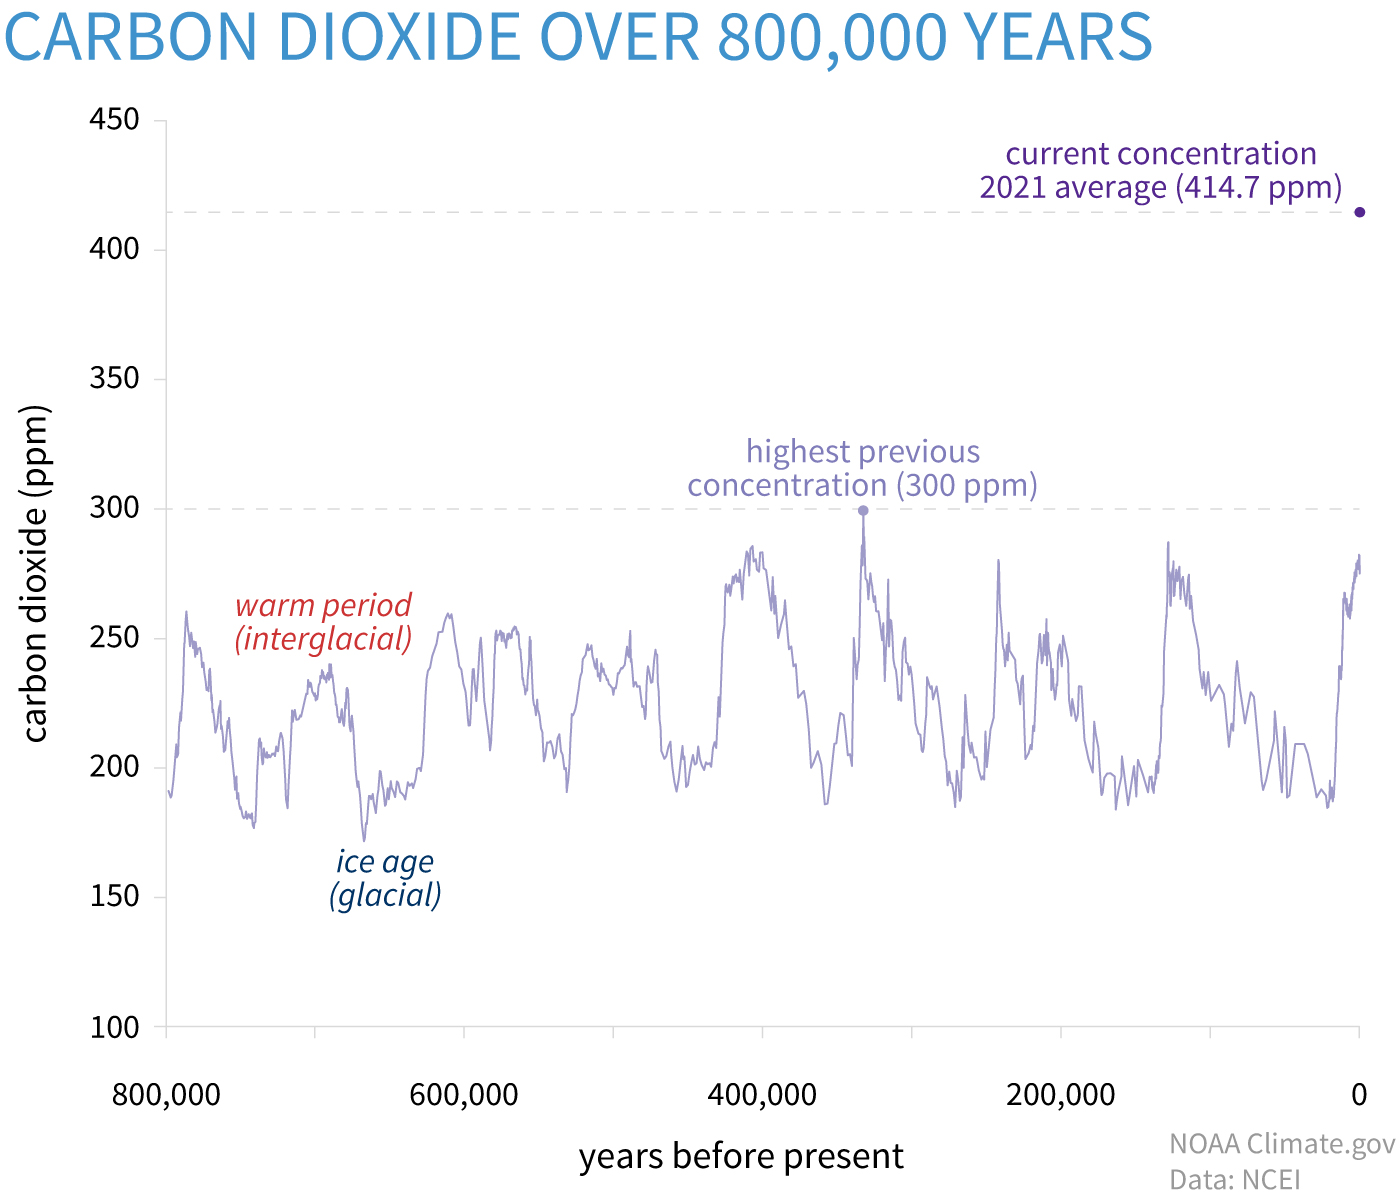 CARBON DIOXIDE OVER 800,000 YEARS
450
current concentration
2021 average (414.7 ppm)
400
350
highest previous
concentration (300 ppm)
300
carbon dioxide (ppm)
warm period
(interglacial)
250
200
ice age
(glacial)
150
100
800,000
600,000
400,000
200,000
0
years before present
NOAA Climate.gov
Data: NCEI